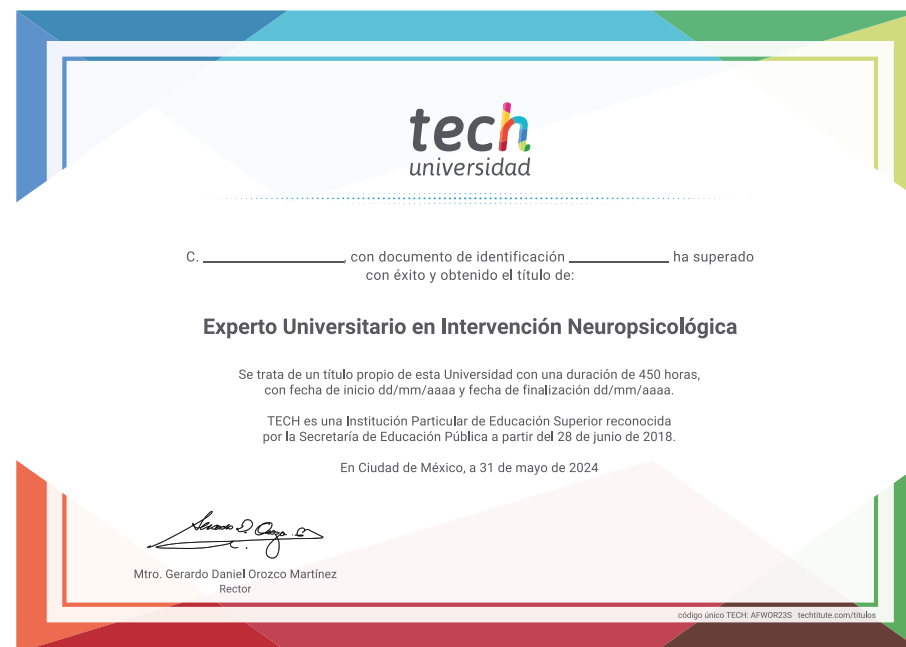 tech
universidad
C. ____________, con documento de identificación ____________ ha superado
con éxito y obtenido el título de:
Experto Universitario en Intervención Neuropsicológica
Se trata de un título propio de esta Universidad con una duración de 450 horas,
con fecha de inicio dd/mm/aaaa y fecha de finalización dd/mm/aaaa.
TECH es una Institución Particular de Educación Superior reconocida
por la Secretaría de Educación Pública a partir del 28 de junio de 2018.
En Ciudad de México, a 31 de mayo de 2024
Mtro. Gerardo Daniel Orozco Martínez
Rector
código único TECH: AFWOR23S techtitute.com/titulos